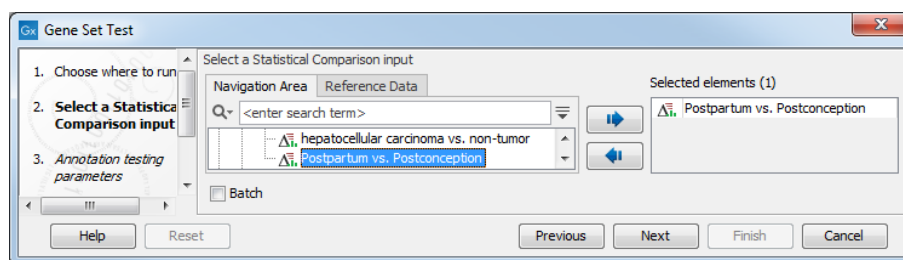 Gx Gene Set Test
1. Choose where to run
2. Select a Statistica
Comparison input
3. Annotation testing
parameters
Select a Statistical Comparison input
Navigation Area
Reference Data
<enter search term>
hepatocellular carcinoma vs. non-tumor
Postpartum vs. Postconception
Batch
Selected elements (1)
Postpartum vs. Postconception
Help
Reset
Previous
Next
Finish
Cancel